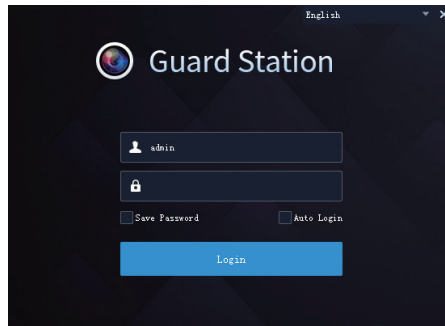 English
Guard Station
admin
Save Password Auto Login
Login